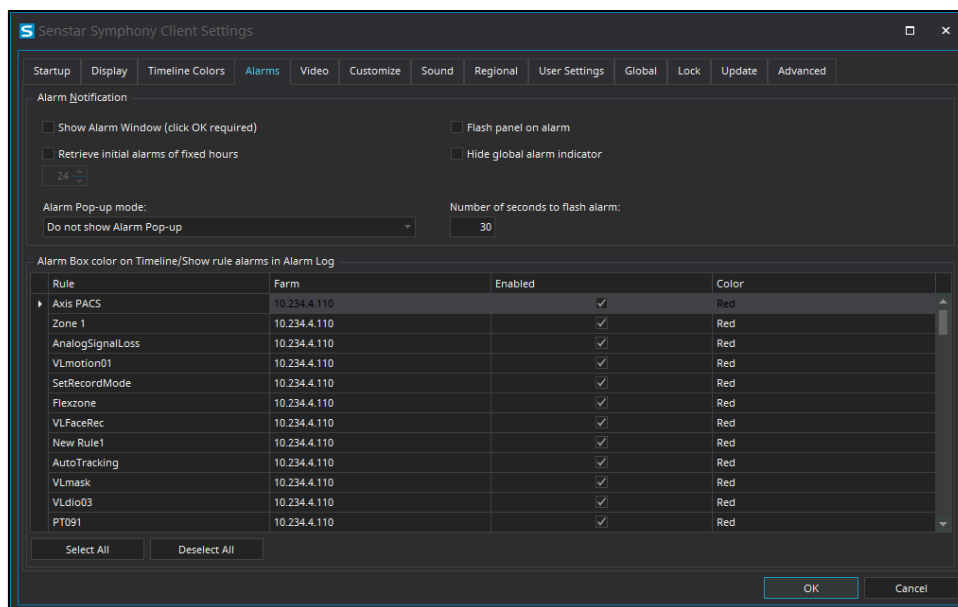 S Senstar Symphony Client Settings
Startup Display Timeline Colors Alarms Video Customize Sound Regional User Settings Global Lock Update Advanced
Alarm Notification
Show Alarm Window (click OK required) Flash panel on alarm
Retrieve initial alarms of fixed hours Hide global alarm indicator
24
Alarm Pop-up mode: Number of seconds to flash alarm:
Do not show Alarm Pop-up 30
Alarm Box color on Timeline/Show rule alarms in Alarm Log
Rule Farm Enabled Color
Axis PACS 10.234.4.110 Red
Zone 1 10.234.4.110 Red
AnalogSignalLoss 10.234.4.110 Red
VLmotion01 10.234.4.110 Red
SetRecordMode 10.234.4.110 Red
Flexzone 10.234.4.110 Red
VLFaceRec 10.234.4.110 Red
New Rule1 10.234.4.110 Red
AutoTracking 10.234.4.110 Red
VLmask 10.234.4.110 Red
VLdio03 10.234.4.110 Red
PT091 10.234.4.110 Red
Select All Deselect All
OK Cancel